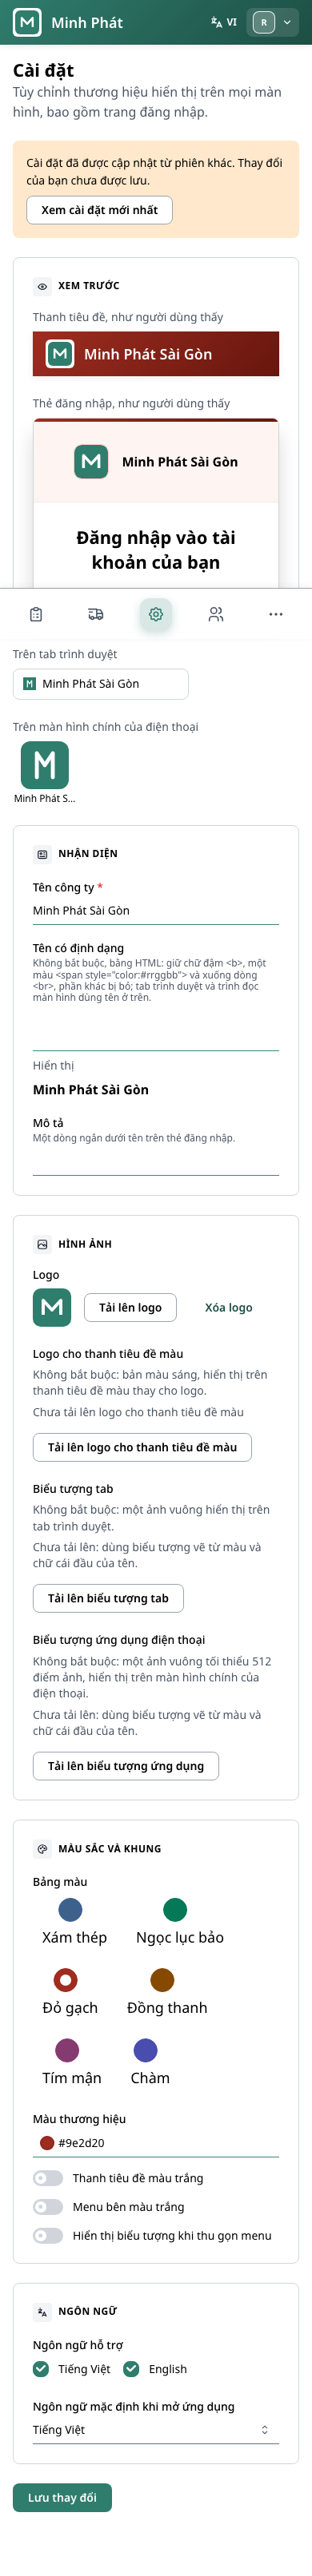 Minh Phát
VI
R
Cài đặt
Tùy chỉnh thương hiệu hiển thị trên mọi màn
hình, bao gồm trang đăng nhập.
Cài đặt đã được cập nhật từ phiên khác. Thay đổi
của bạn chưa được lưu.
Xem cài đặt mới nhất
XEM TRƯỚC
Thanh tiêu đề, như người dùng thấy
Minh Phát Sài Gòn
Thẻ đăng nhập, như người dùng thấy
Minh Phát Sài Gòn
Đăng nhập vào tài
khoản của bạn
Trên tab trình duyệt
Minh Phát Sài Gòn
Trên màn hình chính của điện thoại
Minh Phát S...
NHẬN DIỆN
Tên công ty *
Minh Phát Sài Gòn
Tên có định dạng
Không bắt buộc, bằng HTML: giữ chữ đậm <b>, một
màu <span style="color:#rrggbb"> và xuống dòng
<br>, phần khác bị bỏ; tab trình duyệt và trình đọc
màn hình dùng tên ở trên.
Hiển thị
Minh Phát Sài Gòn
Mô tả
Một dòng ngắn dưới tên trên thẻ đăng nhập.
HÌNH ẢNH
Logo
Tải lên logo
Xóa logo
Logo cho thanh tiêu đề màu
Không bắt buộc: bản màu sáng, hiển thị trên
thanh tiêu đề màu thay cho logo.
Chưa tải lên logo cho thanh tiêu đề màu
Tải lên logo cho thanh tiêu đề màu
Biểu tượng tab
Không bắt buộc: một ảnh vuông hiển thị trên
tab trình duyệt.
Chưa tải lên: dùng biểu tượng vẽ từ màu và
chữ cái đầu của tên.
Tải lên biểu tượng tab
Biểu tượng ứng dụng điện thoại
Không bắt buộc: một ảnh vuông tối thiểu 512
điểm ảnh, hiển thị trên màn hình chính của
điện thoại.
Chưa tải lên: dùng biểu tượng vẽ từ màu và
chữ cái đầu của tên.
Tải lên biểu tượng ứng dụng
MÀU SẮC VÀ KHUNG
Bảng màu
Xám thép
Ngọc lục bảo
Đỏ gạch
Đồng thanh
Tím mận
Chàm
Màu thương hiệu
#9e2d20
Thanh tiêu đề màu trắng
Menu bên màu trắng
Hiển thị biểu tượng khi thu gọn menu
NGÔN NGỮ
Ngôn ngữ hỗ trợ
Tiếng Việt
English
Ngôn ngữ mặc định khi mở ứng dụng
Tiếng Việt
Lưu thay đổi